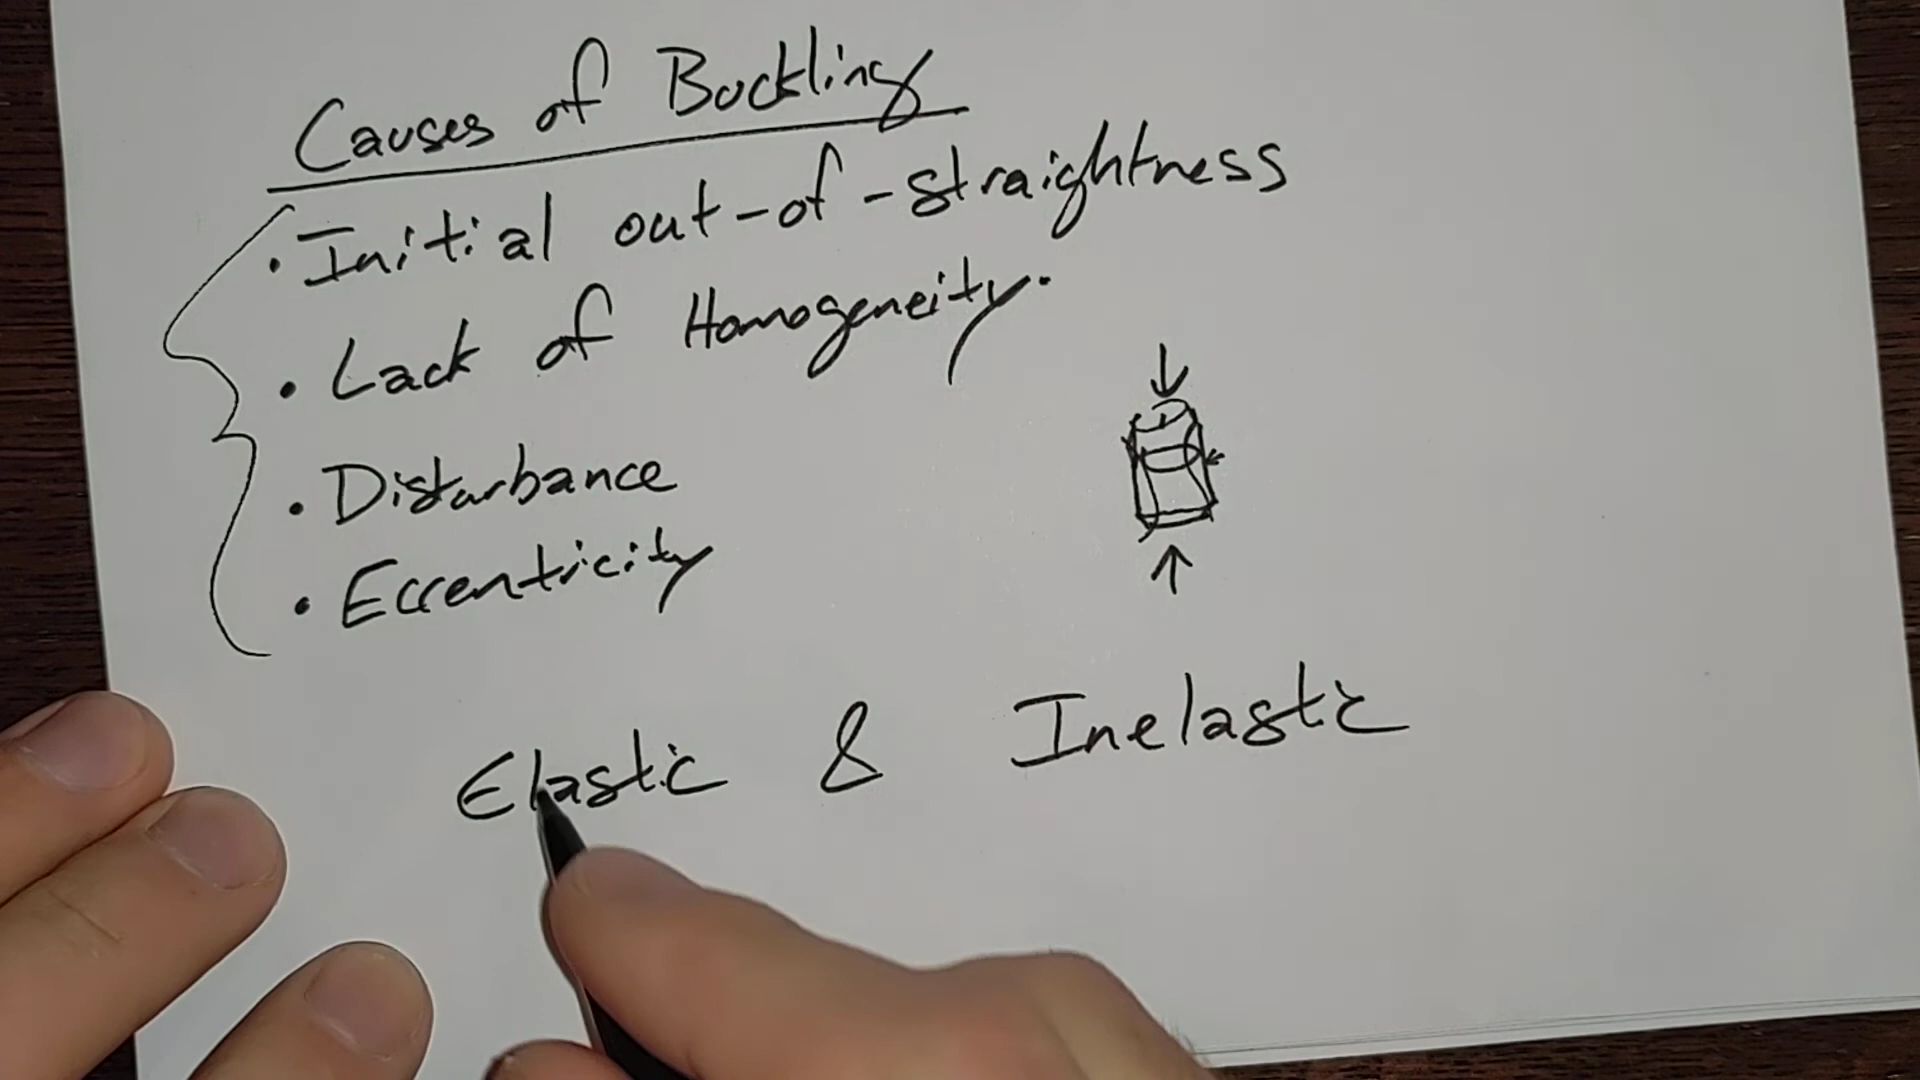 Causes of Buckling
• Initial out-of-straightness
• Lack of Homogeneity.
• Disturbance
• Eccentricity
Elastic & Inelastic